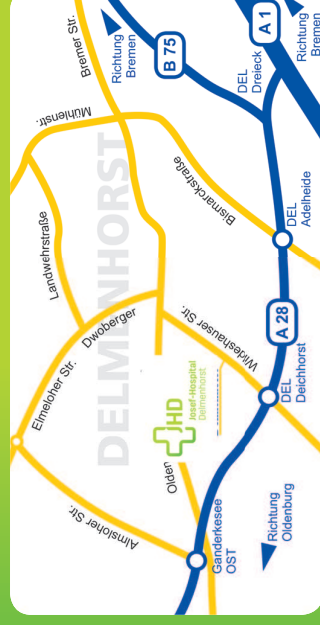 Richtung
Bremen
B 75
A 1
Richtung
Bremen
Bremer Str.
Mühlenstr.
DEL
Dreieck
Landwehrstraße
Bismarckstraße
DEL
Adelheide
DELMENHORST
Elmeloher Str.
Dwoberger
Wildeshauser Str.
A 28
DEL
Deichhorst
JHD
Josef-Hospital
Delmenhorst
Olden
Almsloher Str.
Ganderkesee
OST
Richtung
Oldenburg